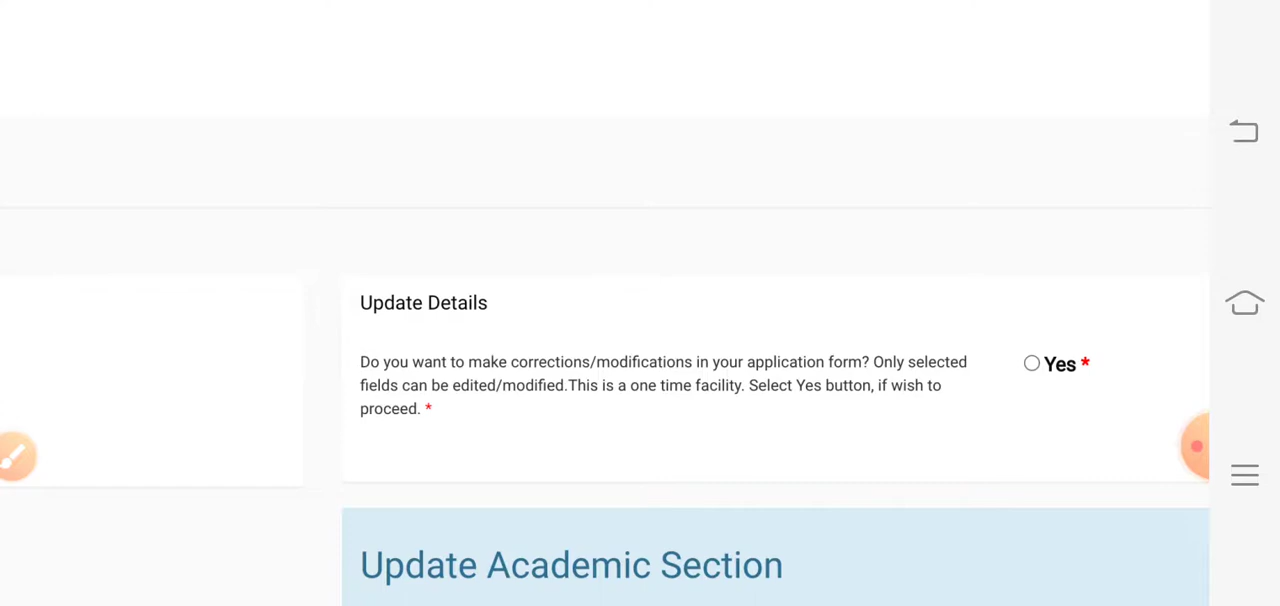 Update Details
Do you want to make corrections/modifications in your application form? Only selected
fields can be edited/modified.This is a one time facility. Select Yes button, if wish to
proceed. *
Yes *
Update Academic Section